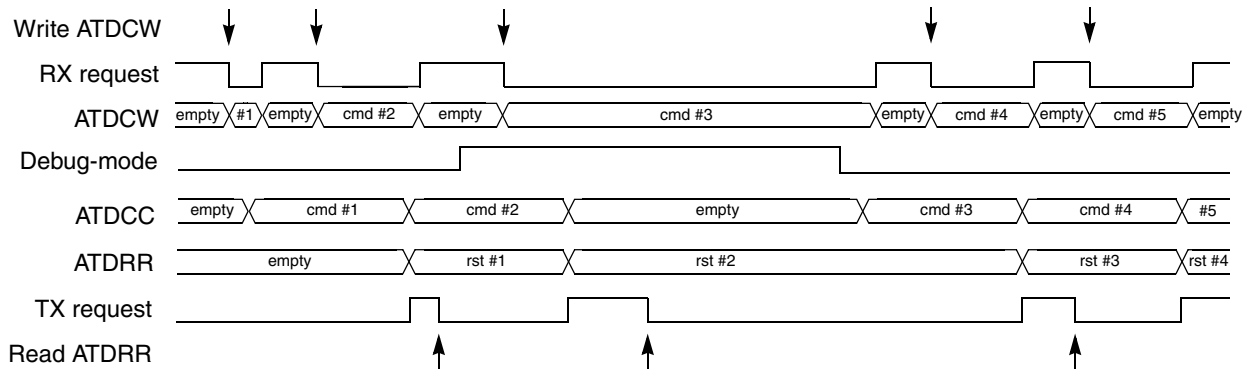 Write ATDCW
RX request
ATDCW empty #1 empty cmd #2 empty cmd #3 empty cmd #4 empty cmd #5 empty
Debug-mode
ATDCC empty cmd #1 cmd #2 empty cmd #3 cmd #4 #5
ATDRR empty rst #1 rst #2 rst #3 rst #4
TX request
Read ATDRR